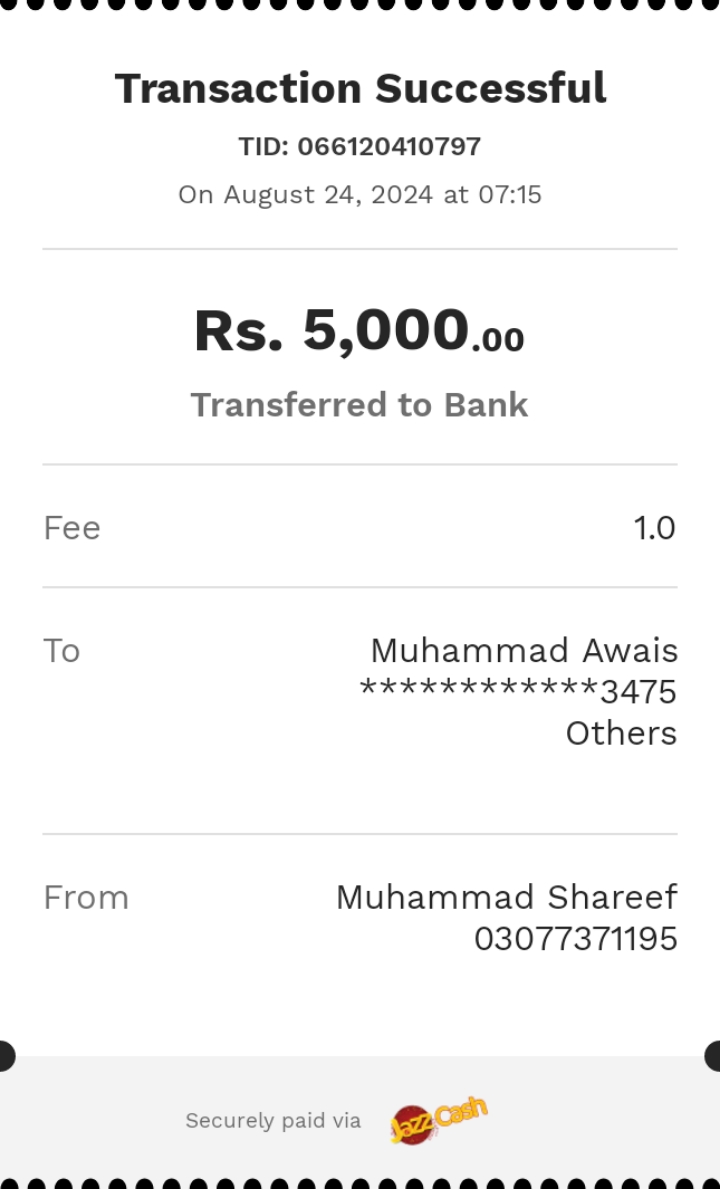 Transaction Successful
TID: 066120410797
On August 24, 2024 at 07:15
Rs. 5,000.00
Transferred to Bank
Fee 1.0
To Muhammad Awais
************3475
Others
From Muhammad Shareef
03077371195
Securely paid via JazzCash